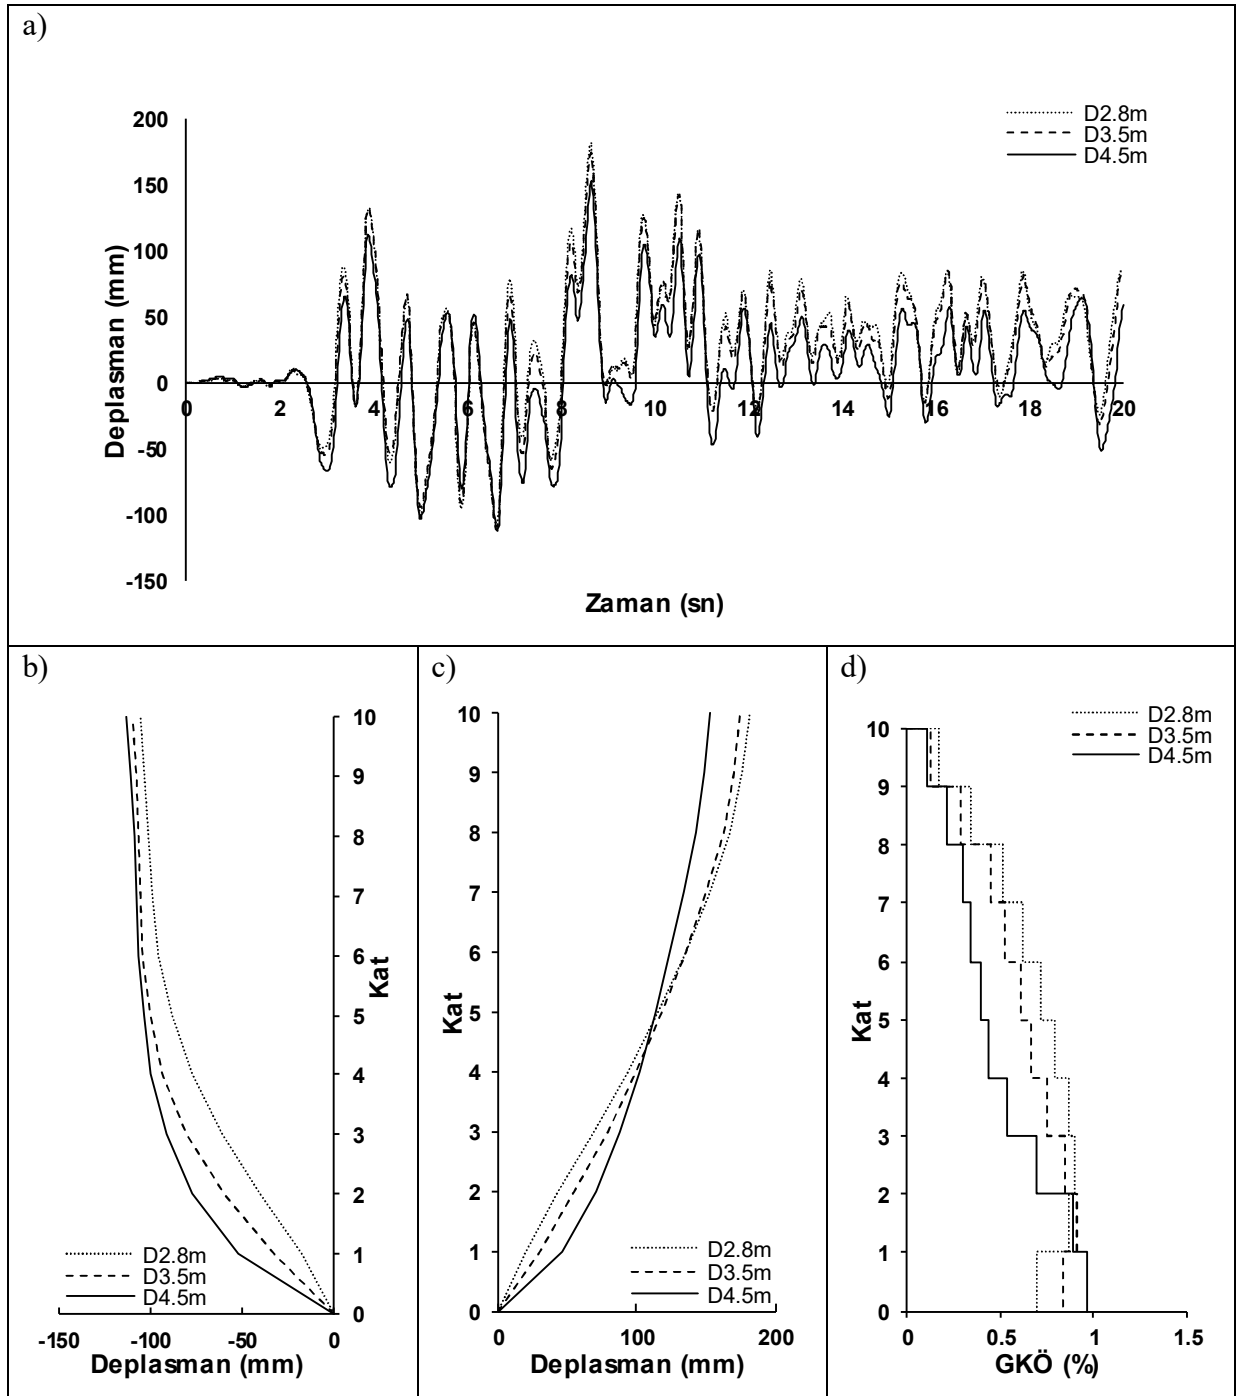 a)
D2.8m
D3.5m
D4.5m
200
150
100
50
0
-50
-100
-150
Deplasman (mm)
0 2 4 6 8 10 12 14 16 18 20
Zaman (sn)
b)
10
9
8
7
6
5
4
3
2
1
0
Kat
D2.8m
D3.5m
D4.5m
-150 -100 -50 0
Deplasman (mm)
c)
10
9
8
7
6
5
4
3
2
1
0
Kat
D2.8m
D3.5m
D4.5m
0 100 200
Deplasman (mm)
d)
D2.8m
D3.5m
D4.5m
10
9
8
7
6
5
4
3
2
1
0
Kat
0 0.5 1 1.5
GKÖ (%)